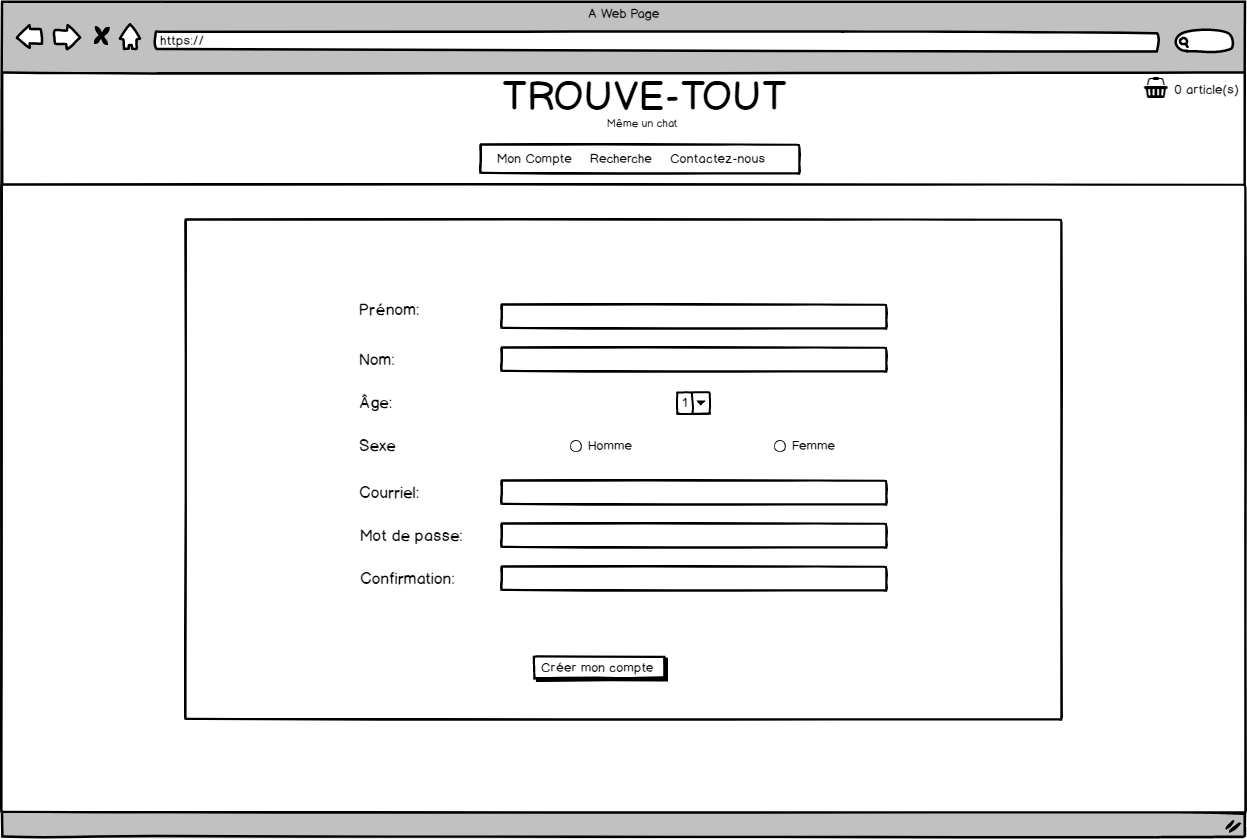 A Web Page
https://
TROUVE-TOUT
0 article(s)
Même un chat
Mon Compte Recherche Contactez-nous
Prénom:
Nom:
Âge: 1
Sexe Homme Femme
Courriel:
Mot de passe:
Confirmation:
Créer mon compte